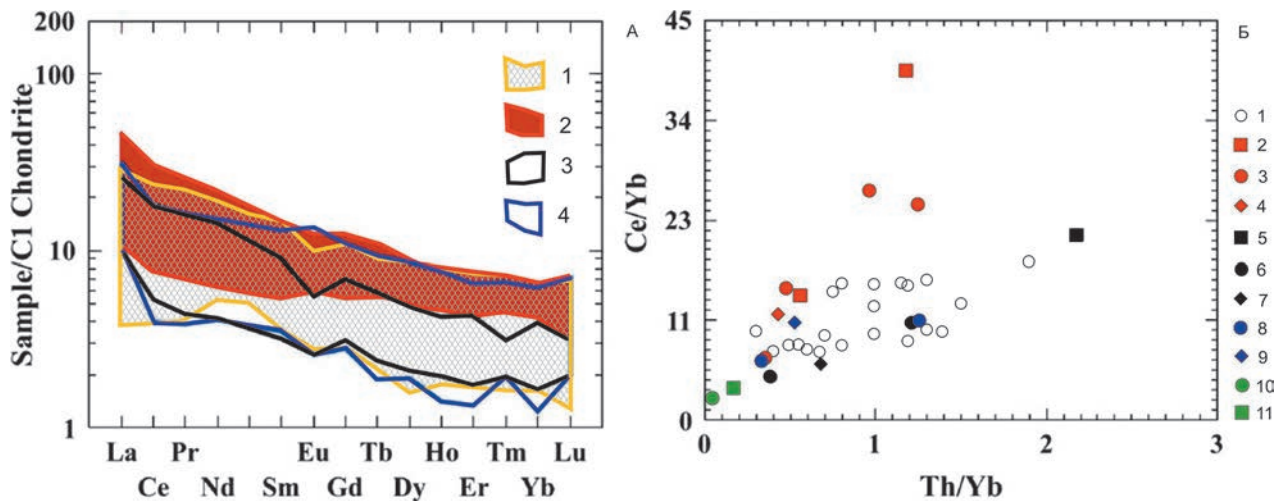 200
100
10
1
Sample/C1 Chondrite
La
Pr
Eu
Tb
Ho
Tm
Lu
Ce
Nd
Sm
Gd
Dy
Er
Yb
1
2
3
4
А
45
34
23
11
0
Ce/Yb
0
1
2
3
Th/Yb
Б
1
2
3
4
5
6
7
8
9
10
11